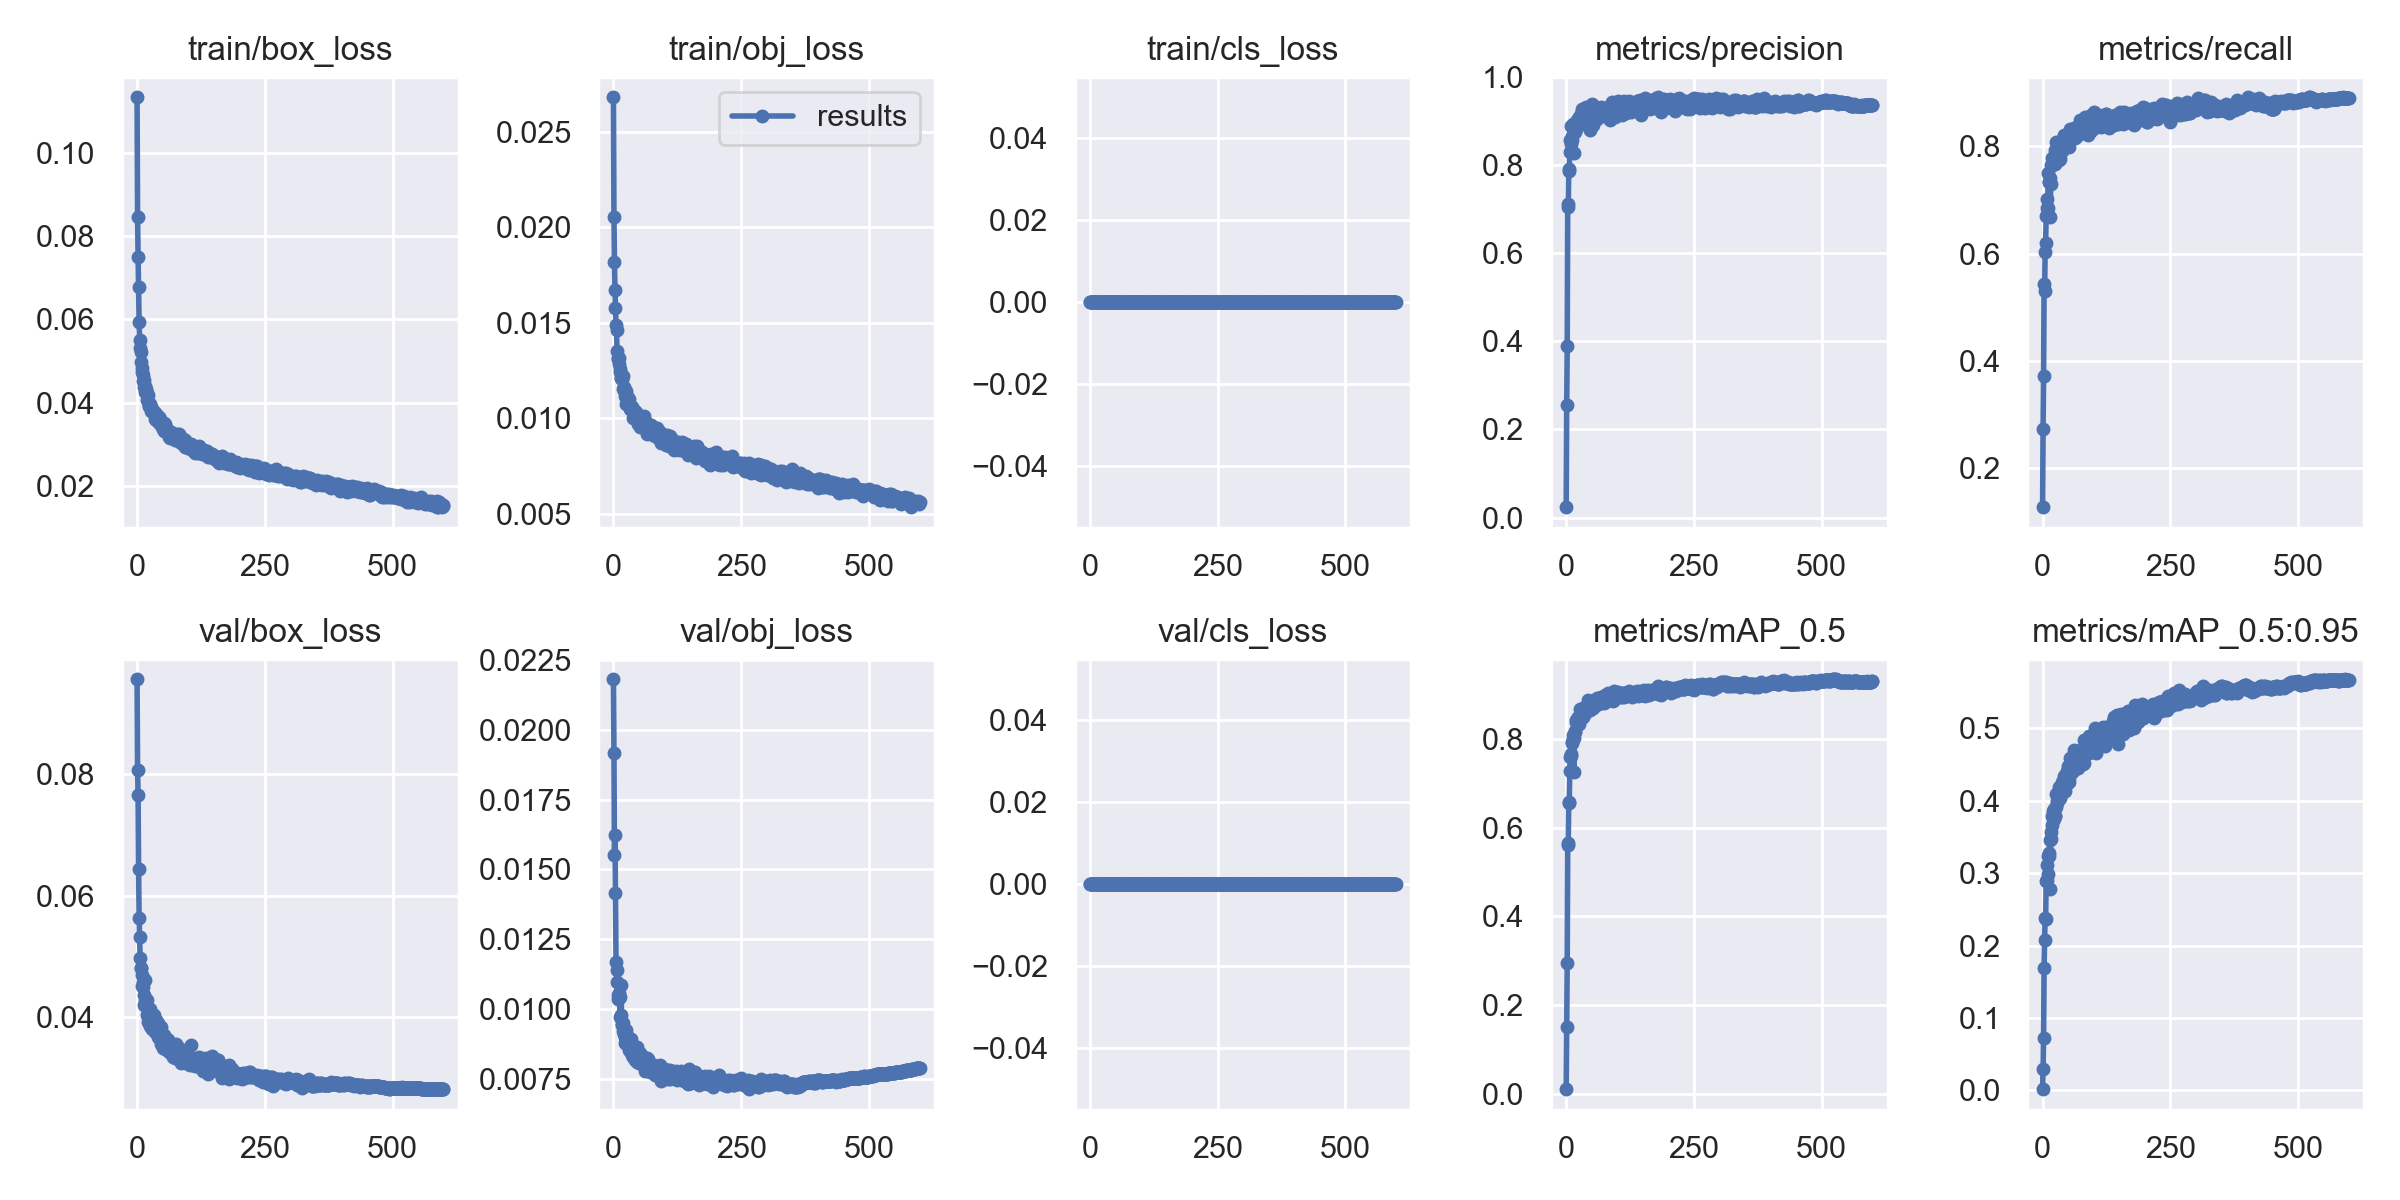 train/box_loss
0.10
0.08
0.06
0.04
0.02
0 250 500
train/obj_loss
results
0.025
0.020
0.015
0.010
0.005
0 250 500
train/cls_loss
0.04
0.02
0.00
−0.02
−0.04
0 250 500
metrics/precision
1.0
0.8
0.6
0.4
0.2
0.0
0 250 500
metrics/recall
0.8
0.6
0.4
0.2
0 250 500
val/box_loss
0.08
0.06
0.04
0 250 500
val/obj_loss
0.0225
0.0200
0.0175
0.0150
0.0125
0.0100
0.0075
0 250 500
val/cls_loss
0.04
0.02
0.00
−0.02
−0.04
0 250 500
metrics/mAP_0.5
0.8
0.6
0.4
0.2
0.0
0 250 500
metrics/mAP_0.5:0.95
0.5
0.4
0.3
0.2
0.1
0.0
0 250 500